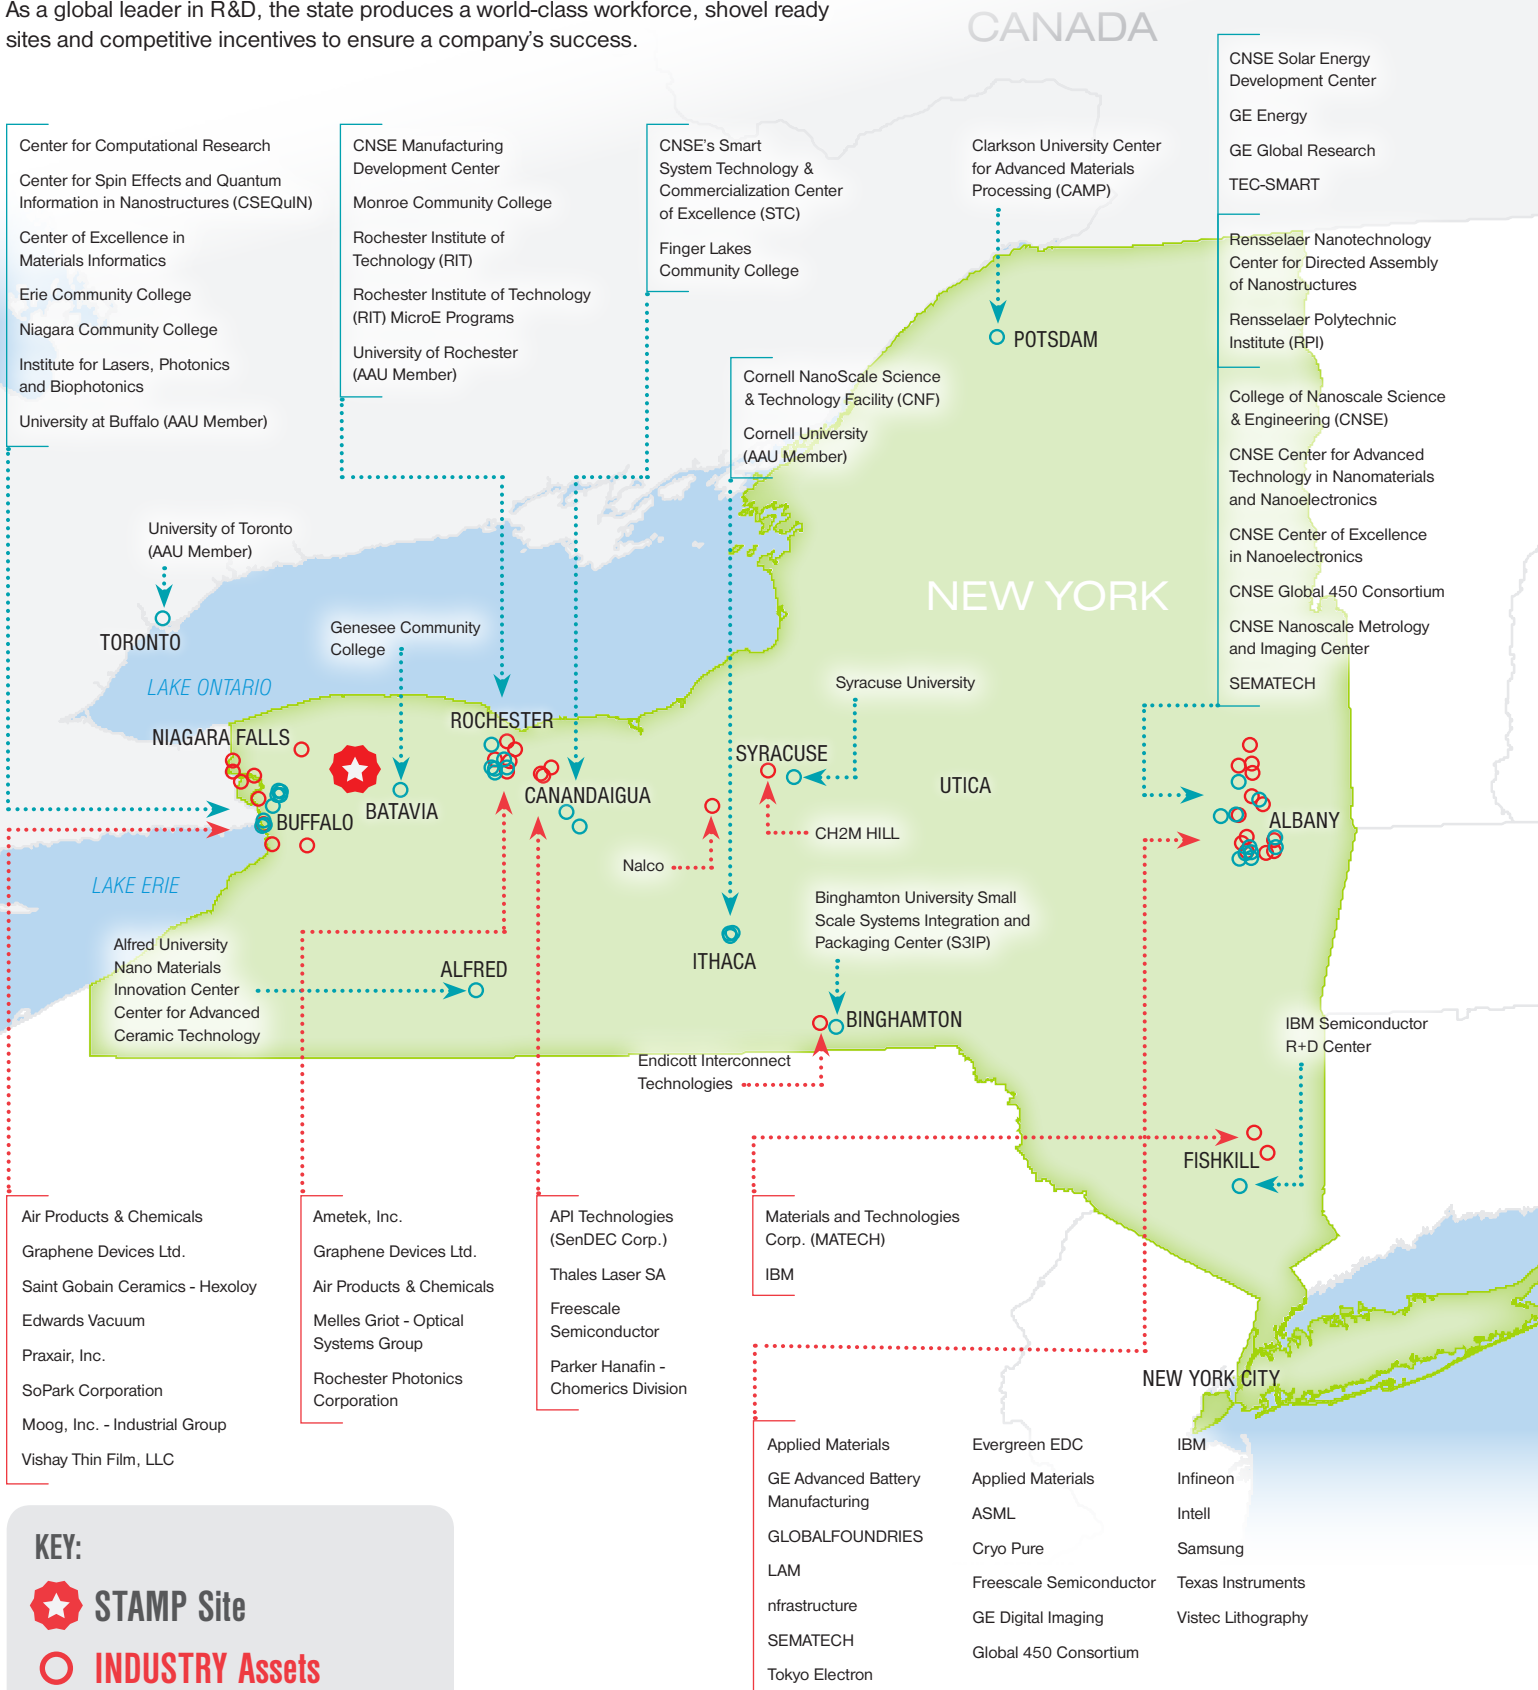 As a global leader in R&D, the state produces a world-class workforce, shovel ready
sites and competitive incentives to ensure a company's success.
CANADA
Center for Computational Research
Center for Spin Effects and Quantum
Information in Nanostructures (CSEQuIN)
Center of Excellence in
Materials Informatics
Erie Community College
Niagara Community College
Institute for Lasers, Photonics
and Biophotonics
University at Buffalo (AAU Member)
CNSE Manufacturing
Development Center
Monroe Community College
Rochester Institute of
Technology (RIT)
Rochester Institute of Technology
(RIT) MicroE Programs
University of Rochester
(AAU Member)
CNSE's Smart
System Technology &
Commercialization Center
of Excellence (STC)
Finger Lakes
Community College
Clarkson University Center
for Advanced Materials
Processing (CAMP)
POTSDAM
CNSE Solar Energy
Development Center
GE Energy
GE Global Research
TEC-SMART
Rensselaer Nanotechnology
Center for Directed Assembly
of Nanostructures
Rensselaer Polytechnic
Institute (RPI)
College of Nanoscale Science
& Engineering (CNSE)
CNSE Center for Advanced
Technology in Nanomaterials
and Nanoelectronics
CNSE Center of Excellence
in Nanoelectronics
CNSE Global 450 Consortium
CNSE Nanoscale Metrology
and Imaging Center
SEMATECH
Cornell NanoScale Science
& Technology Facility (CNF)
Cornell University
(AAU Member)
University of Toronto
(AAU Member)
TORONTO
LAKE ONTARIO
Genesee Community
College
NEW YORK
Syracuse University
NIAGARA FALLS
ROCHESTER
SYRACUSE
UTICA
BATAVIA
CANANDAIGUA
BUFFALO
ALBANY
CH2M HILL
Nalco
LAKE ERIE
Binghamton University Small
Scale Systems Integration and
Packaging Center (S3IP)
Alfred University
Nano Materials
Innovation Center
Center for Advanced
Ceramic Technology
ALFRED
ITHACA
BINGHAMTON
Endicott Interconnect
Technologies
IBM Semiconductor
R+D Center
FISHKILL
Air Products & Chemicals
Graphene Devices Ltd.
Saint Gobain Ceramics - Hexoloy
Edwards Vacuum
Praxair, Inc.
SoPark Corporation
Moog, Inc. - Industrial Group
Vishay Thin Film, LLC
Ametek, Inc.
Graphene Devices Ltd.
Air Products & Chemicals
Melles Griot - Optical
Systems Group
Rochester Photonics
Corporation
API Technologies
(SenDEC Corp.)
Thales Laser SA
Freescale
Semiconductor
Parker Hanafin -
Chomerics Division
Materials and Technologies
Corp. (MATECH)
IBM
NEW YORK CITY
Applied Materials
GE Advanced Battery
Manufacturing
GLOBALFOUNDRIES
LAM
nfrastructure
SEMATECH
Tokyo Electron
Evergreen EDC
Applied Materials
ASML
Cryo Pure
Freescale Semiconductor
GE Digital Imaging
Global 450 Consortium
IBM
Infineon
Intell
Samsung
Texas Instruments
Vistec Lithography
KEY:
STAMP Site
INDUSTRY Assets